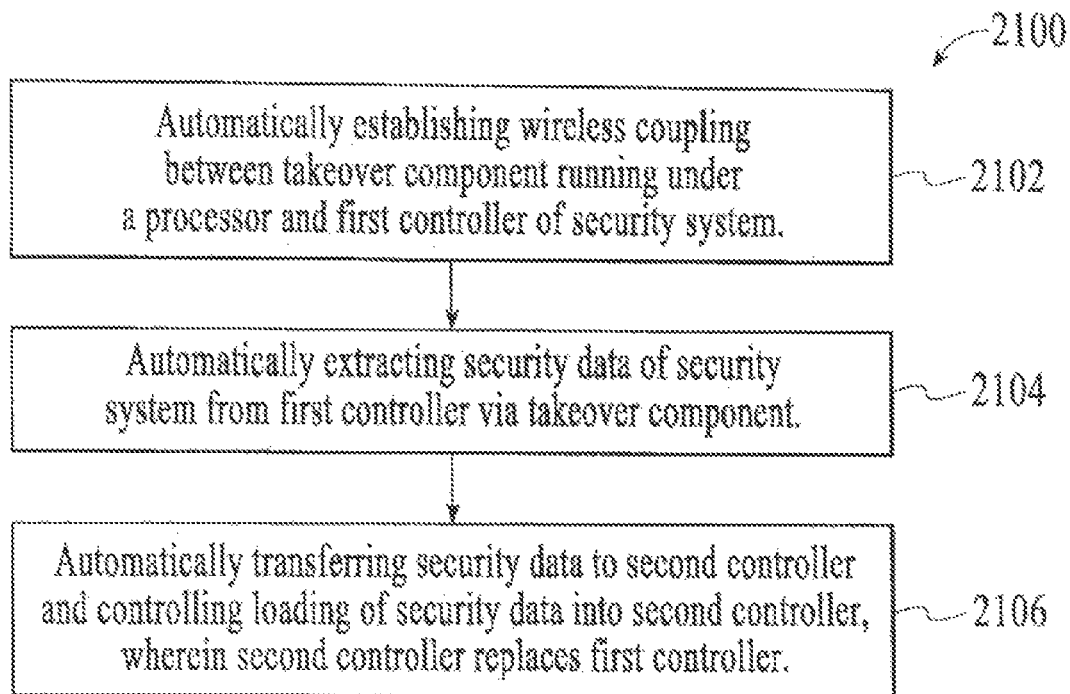 2100
Automatically establishing wireless coupling
between takeover component running under
a processor and first controller of security system.
2102
Automatically extracting security data of security
system from first controller via takeover component.
2104
Automatically transferring security data to second controller
and controlling loading of security data into second controller,
wherein second controller replaces first controller.
2106